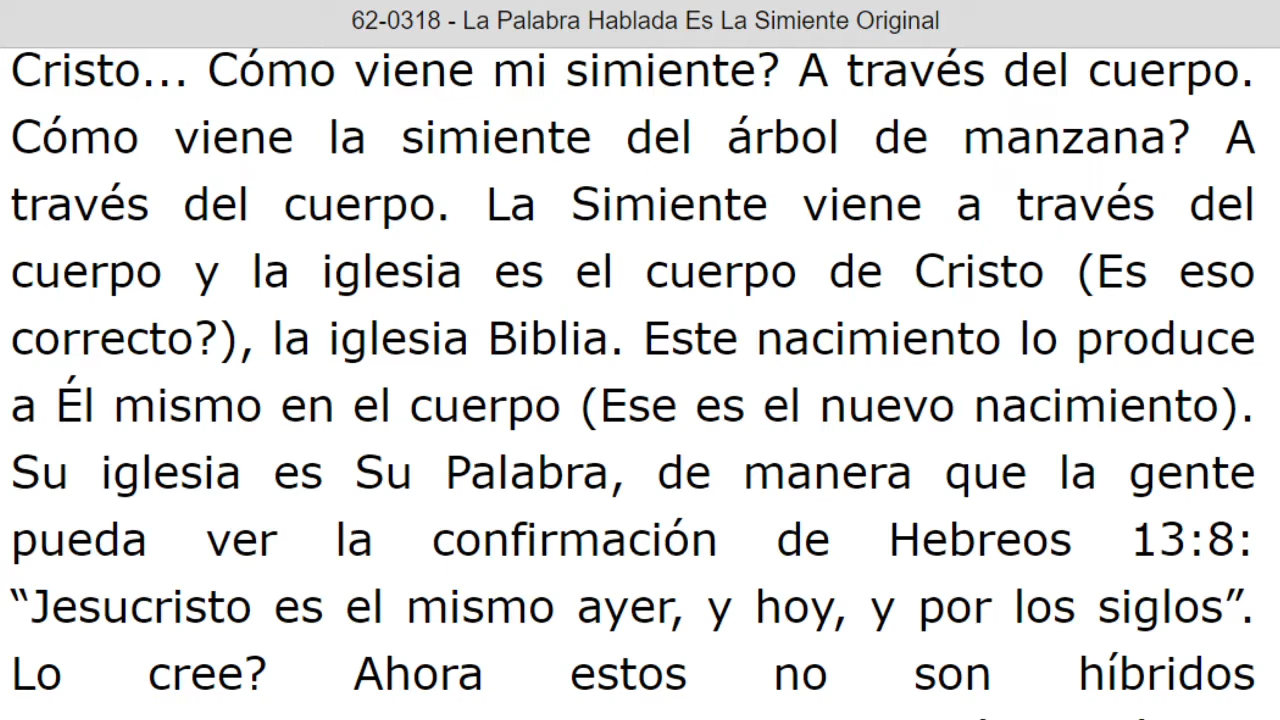 62-0318 - La Palabra Hablada Es La Simiente Original
Cristo... Cómo viene mi simiente? A través del cuerpo.
Cómo viene la simiente del árbol de manzana? A
través del cuerpo. La Simiente viene a través del
cuerpo y la iglesia es el cuerpo de Cristo (Es eso
correcto?), la iglesia Biblia. Este nacimiento lo produce
a Él mismo en el cuerpo (Ese es el nuevo nacimiento).
Su iglesia es Su Palabra, de manera que la gente
pueda ver la confirmación de Hebreos 13:8:
“Jesucristo es el mismo ayer, y hoy, y por los siglos”.
Lo cree? Ahora estos no son híbridos